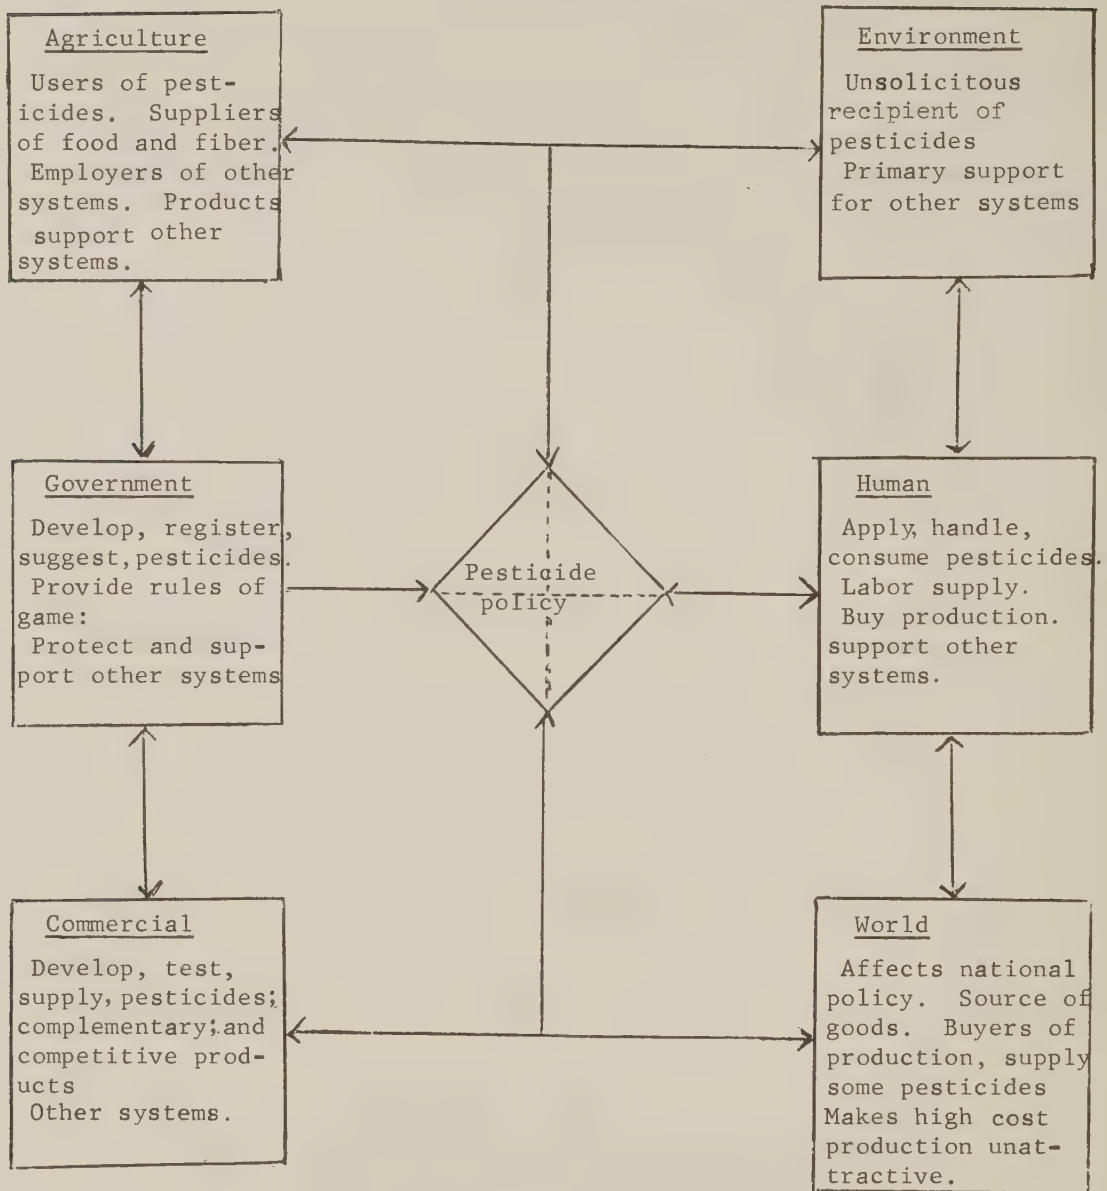 Agriculture
Users of pest-
icides. Suppliers
of food and fiber.
Employers of other
systems. Products
support other
systems.
Environment
Unsolicitous
recipient of
pesticides
Primary support
for other systems
Government
Develop, register,
suggest, pesticides.
Provide rules of
game:
Protect and sup-
port other systems
Pesticide
policy
Human
Apply, handle,
consume pesticides.
Labor supply.
Buy production.
support other
systems.
Commercial
Develop, test,
supply, pesticides;
complementary; and
competitive prod-
ucts
Other systems.
World
Affects national
policy. Source of
goods. Buyers of
production, supply
some pesticides
Makes high cost
production unat-
tractive.